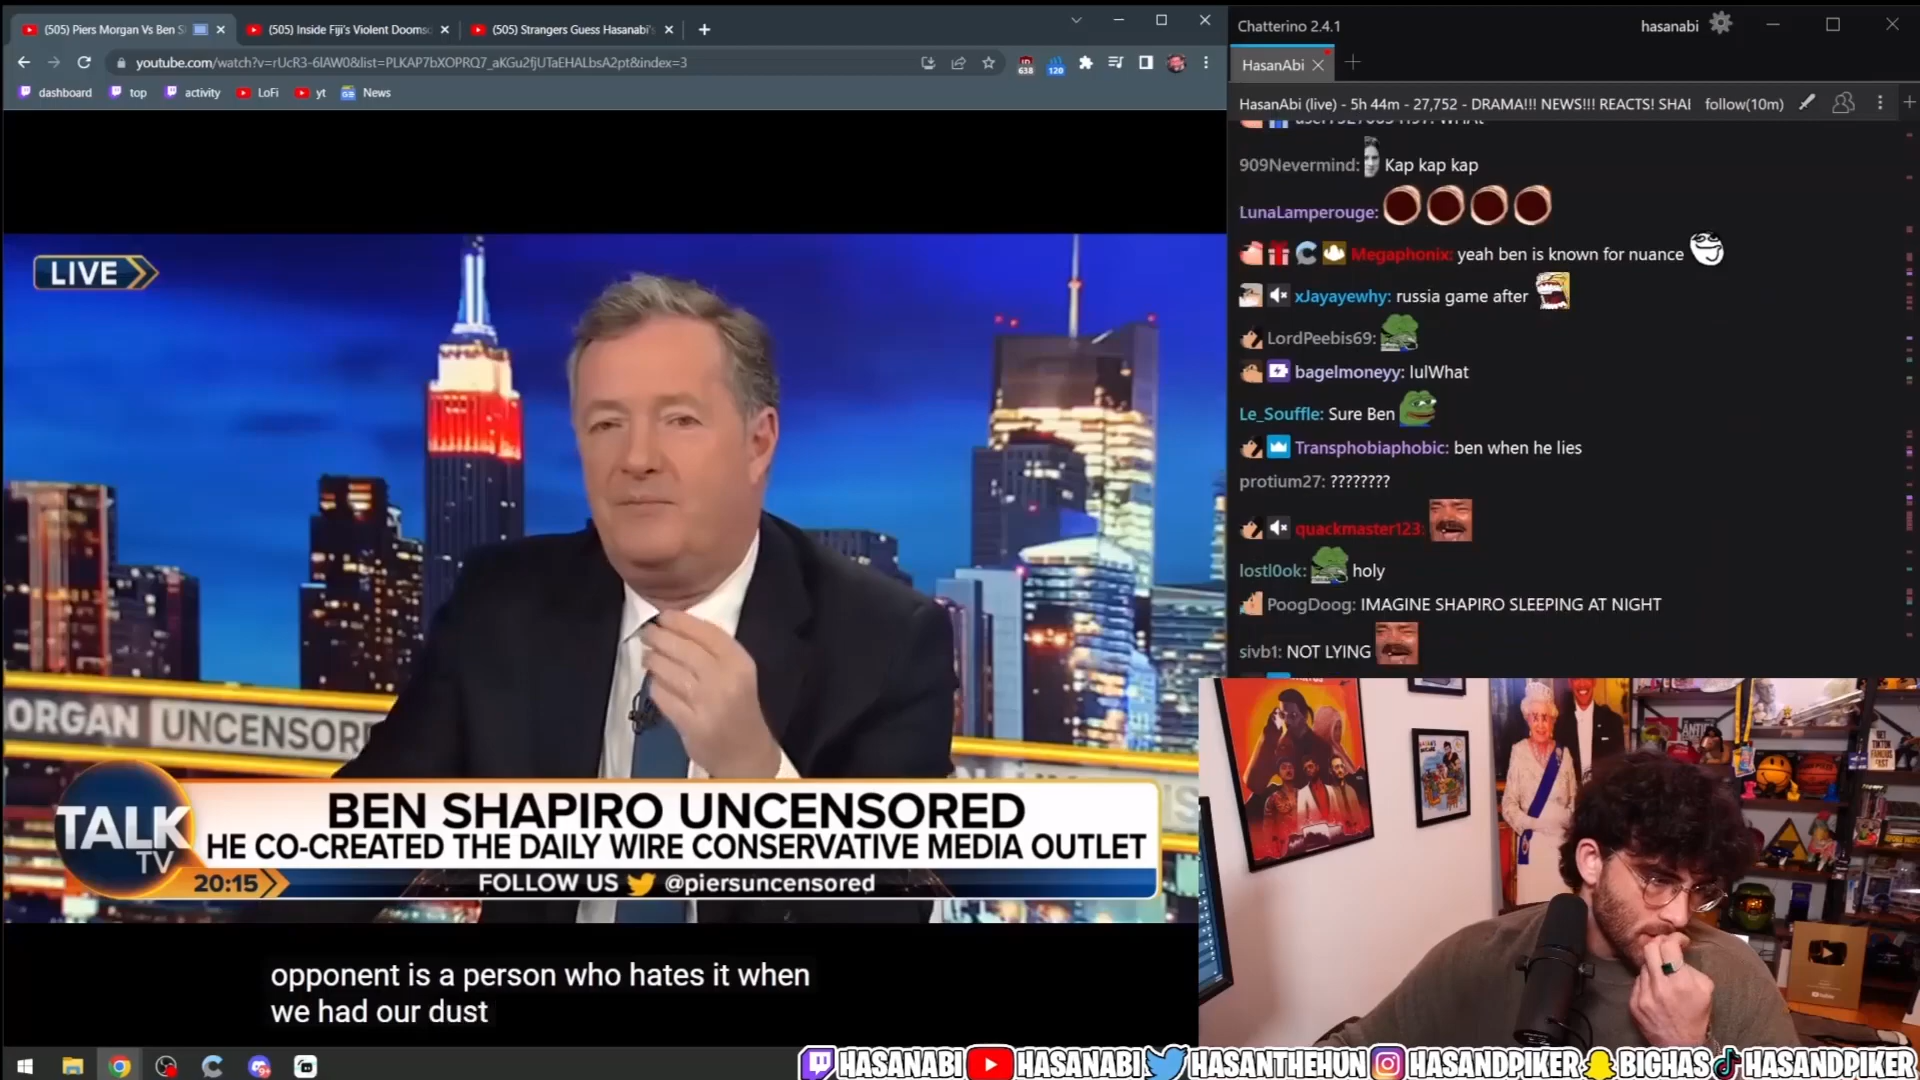 (505) Piers Morgan Vs Ben S
(505) Inside Fiji's Violent Dooms
(505) Strangers Guess Hasanabi's
youtube.com/watch?v=rUcR3-6lAW0&list=PLKAP7bXOPRQ7_aKGu2fjUTaEHALbsA2pt&index=3
638
120
dashboard
top
activity
LoFi
yt
News
Chatterino 2.4.1
hasanabi
HasanAbi
HasanAbi (live) - 5h 44m - 27,752 - DRAMA!!! NEWS!!! REACTS! SHAI
follow(10m)
909Nevermind: Kap kap kap
LunaLamperouge:
Megaphonix: yeah ben is known for nuance
xJayayewhy: russia game after
LordPeebis69:
bagelmoneyy: lulWhat
Le_Souffle: Sure Ben
Transphobiaphobic: ben when he lies
protium27: ????????
quackmaster123:
lostl0ok: holy
PoogDoog: IMAGINE SHAPIRO SLEEPING AT NIGHT
sivb1: NOT LYING
LIVE
ORGAN UNCENSOR
TALK
TV
BEN SHAPIRO UNCENSORED
HE CO-CREATED THE DAILY WIRE CONSERVATIVE MEDIA OUTLET
20:15
FOLLOW US @piersuncensored
opponent is a person who hates it when
we had our dust
HASANABI HASANABI HASANTHEHUN HASANDPIKER BIGHAS HASANDPIKER